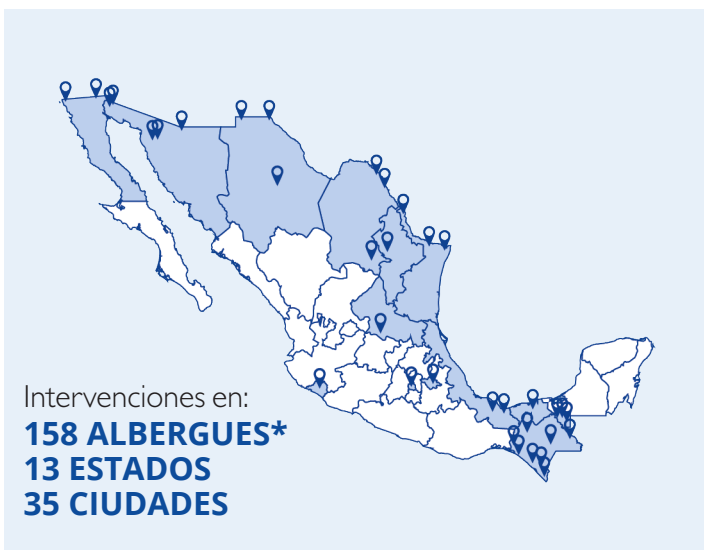 Intervenciones en:
158 ALBERGUES*
13 ESTADOS
35 CIUDADES